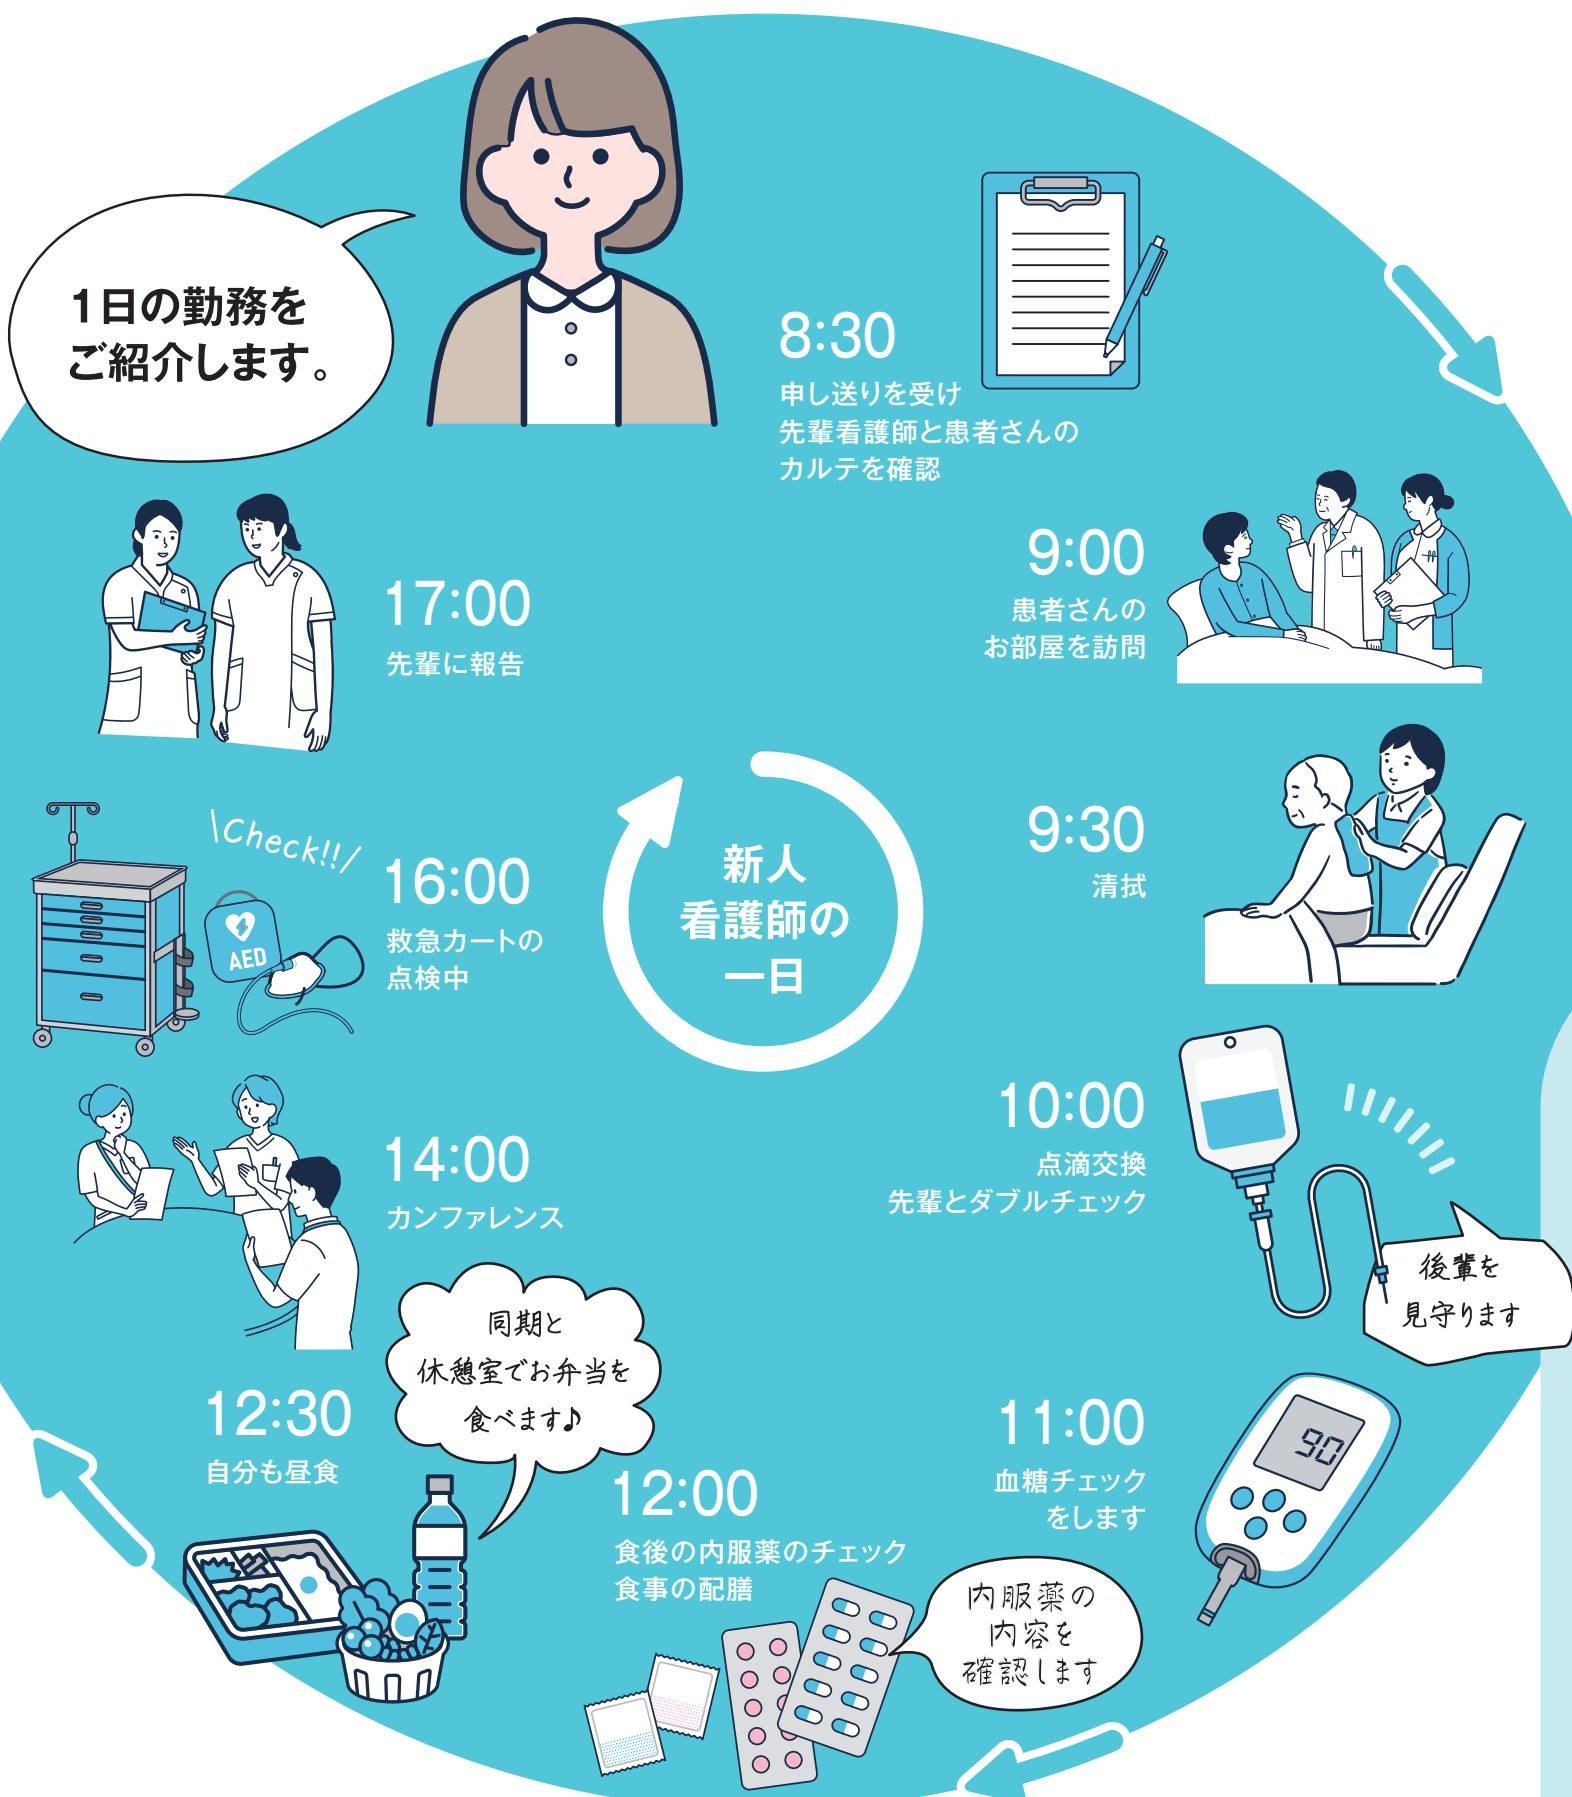 1日の勤務を
ご紹介します。
8:30
申し送りを受け
先輩看護師と患者さんの
カルテを確認
9:00
患者さんの
お部屋を訪問
9:30
清拭
10:00
点滴交換
先輩とダブルチェック
後輩を
見守ります
11:00
血糖チェック
をします
90
12:00
食後の内服薬のチェック
食事の配膳
内服薬の
内容を
確認します
12:30
自分も昼食
同期と
休憩室でお弁当を
食べます♪
14:00
カンファレンス
16:00
救急カートの
点検中
\Check!!/
AED
17:00
先輩に報告
新人
看護師の
一日